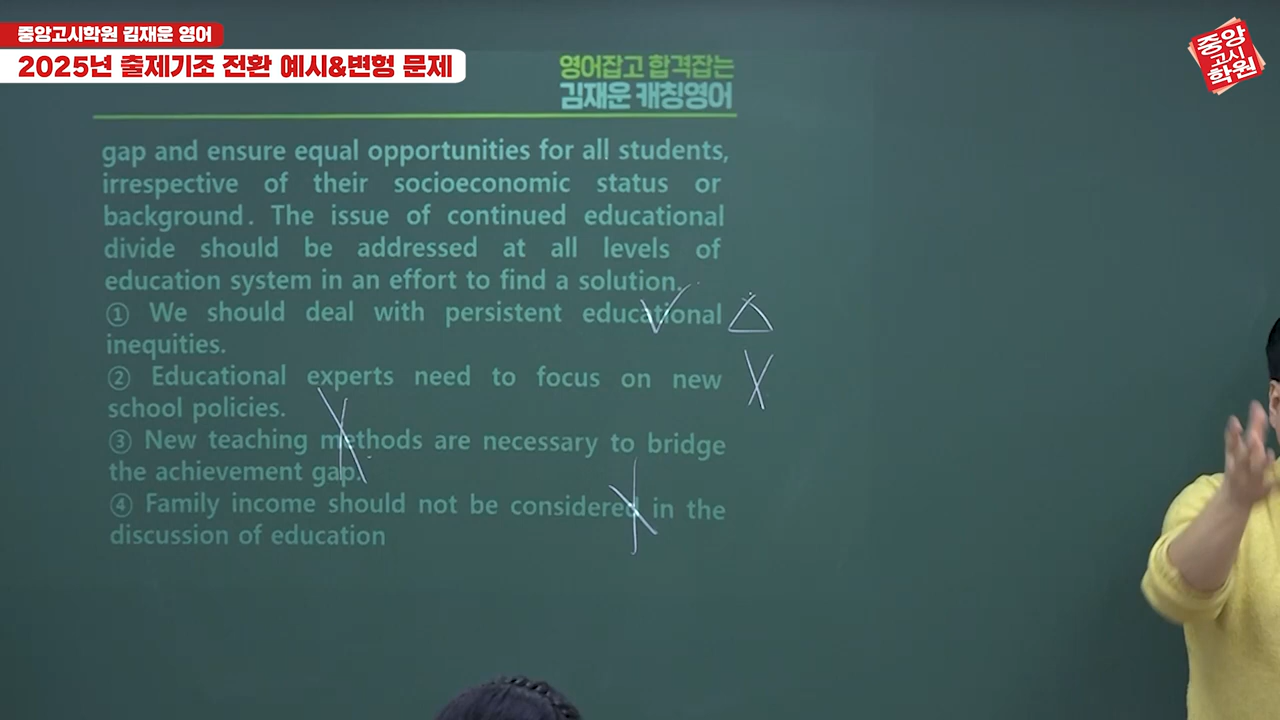 중앙고시학원 김재운 영어
2025년 출제기조 전환 예시&변형 문제
중앙
고시
학원
영어잡고 합격잡는
김재운 캐칭영어
gap and ensure equal opportunities for all students,
irrespective of their socioeconomic status or
background. The issue of continued educational
divide should be addressed at all levels of
education system in an effort to find a solution.
① We should deal with persistent educational
inequities.
② Educational experts need to focus on new
school policies.
③ New teaching methods are necessary to bridge
the achievement gap.
④ Family income should not be considered in the
discussion of education